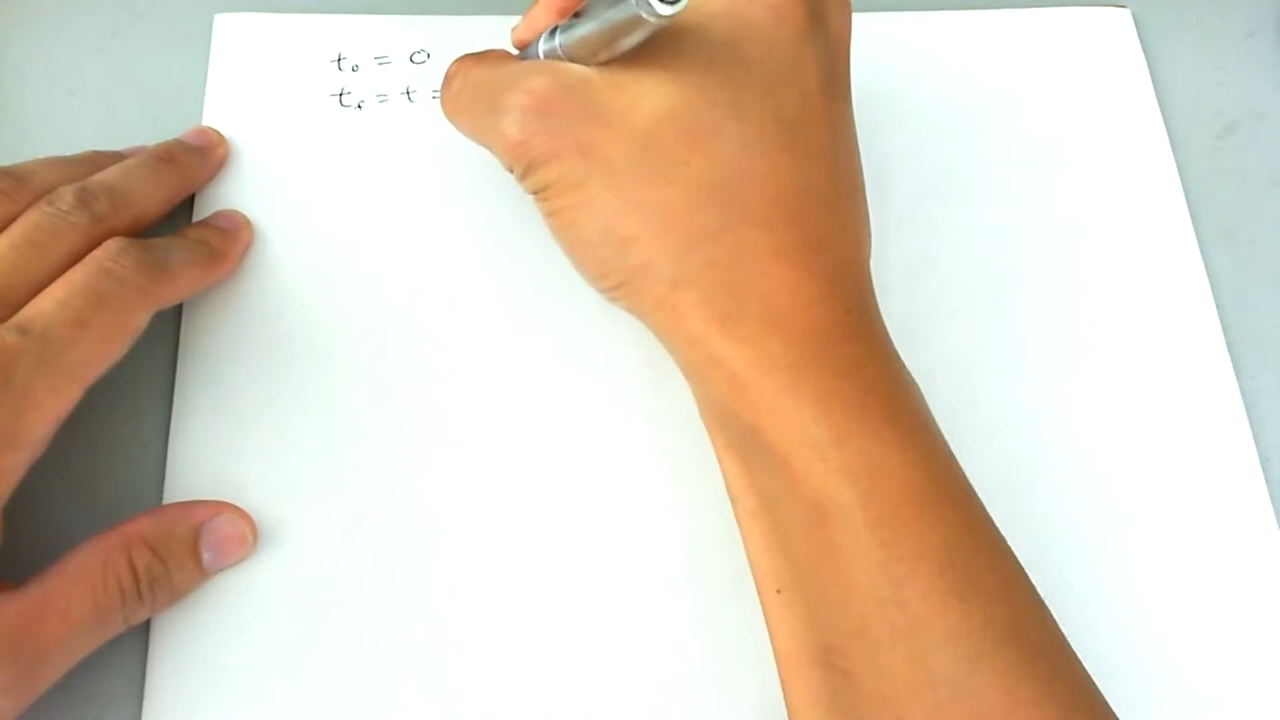 t₀ = 0
t_f = t =